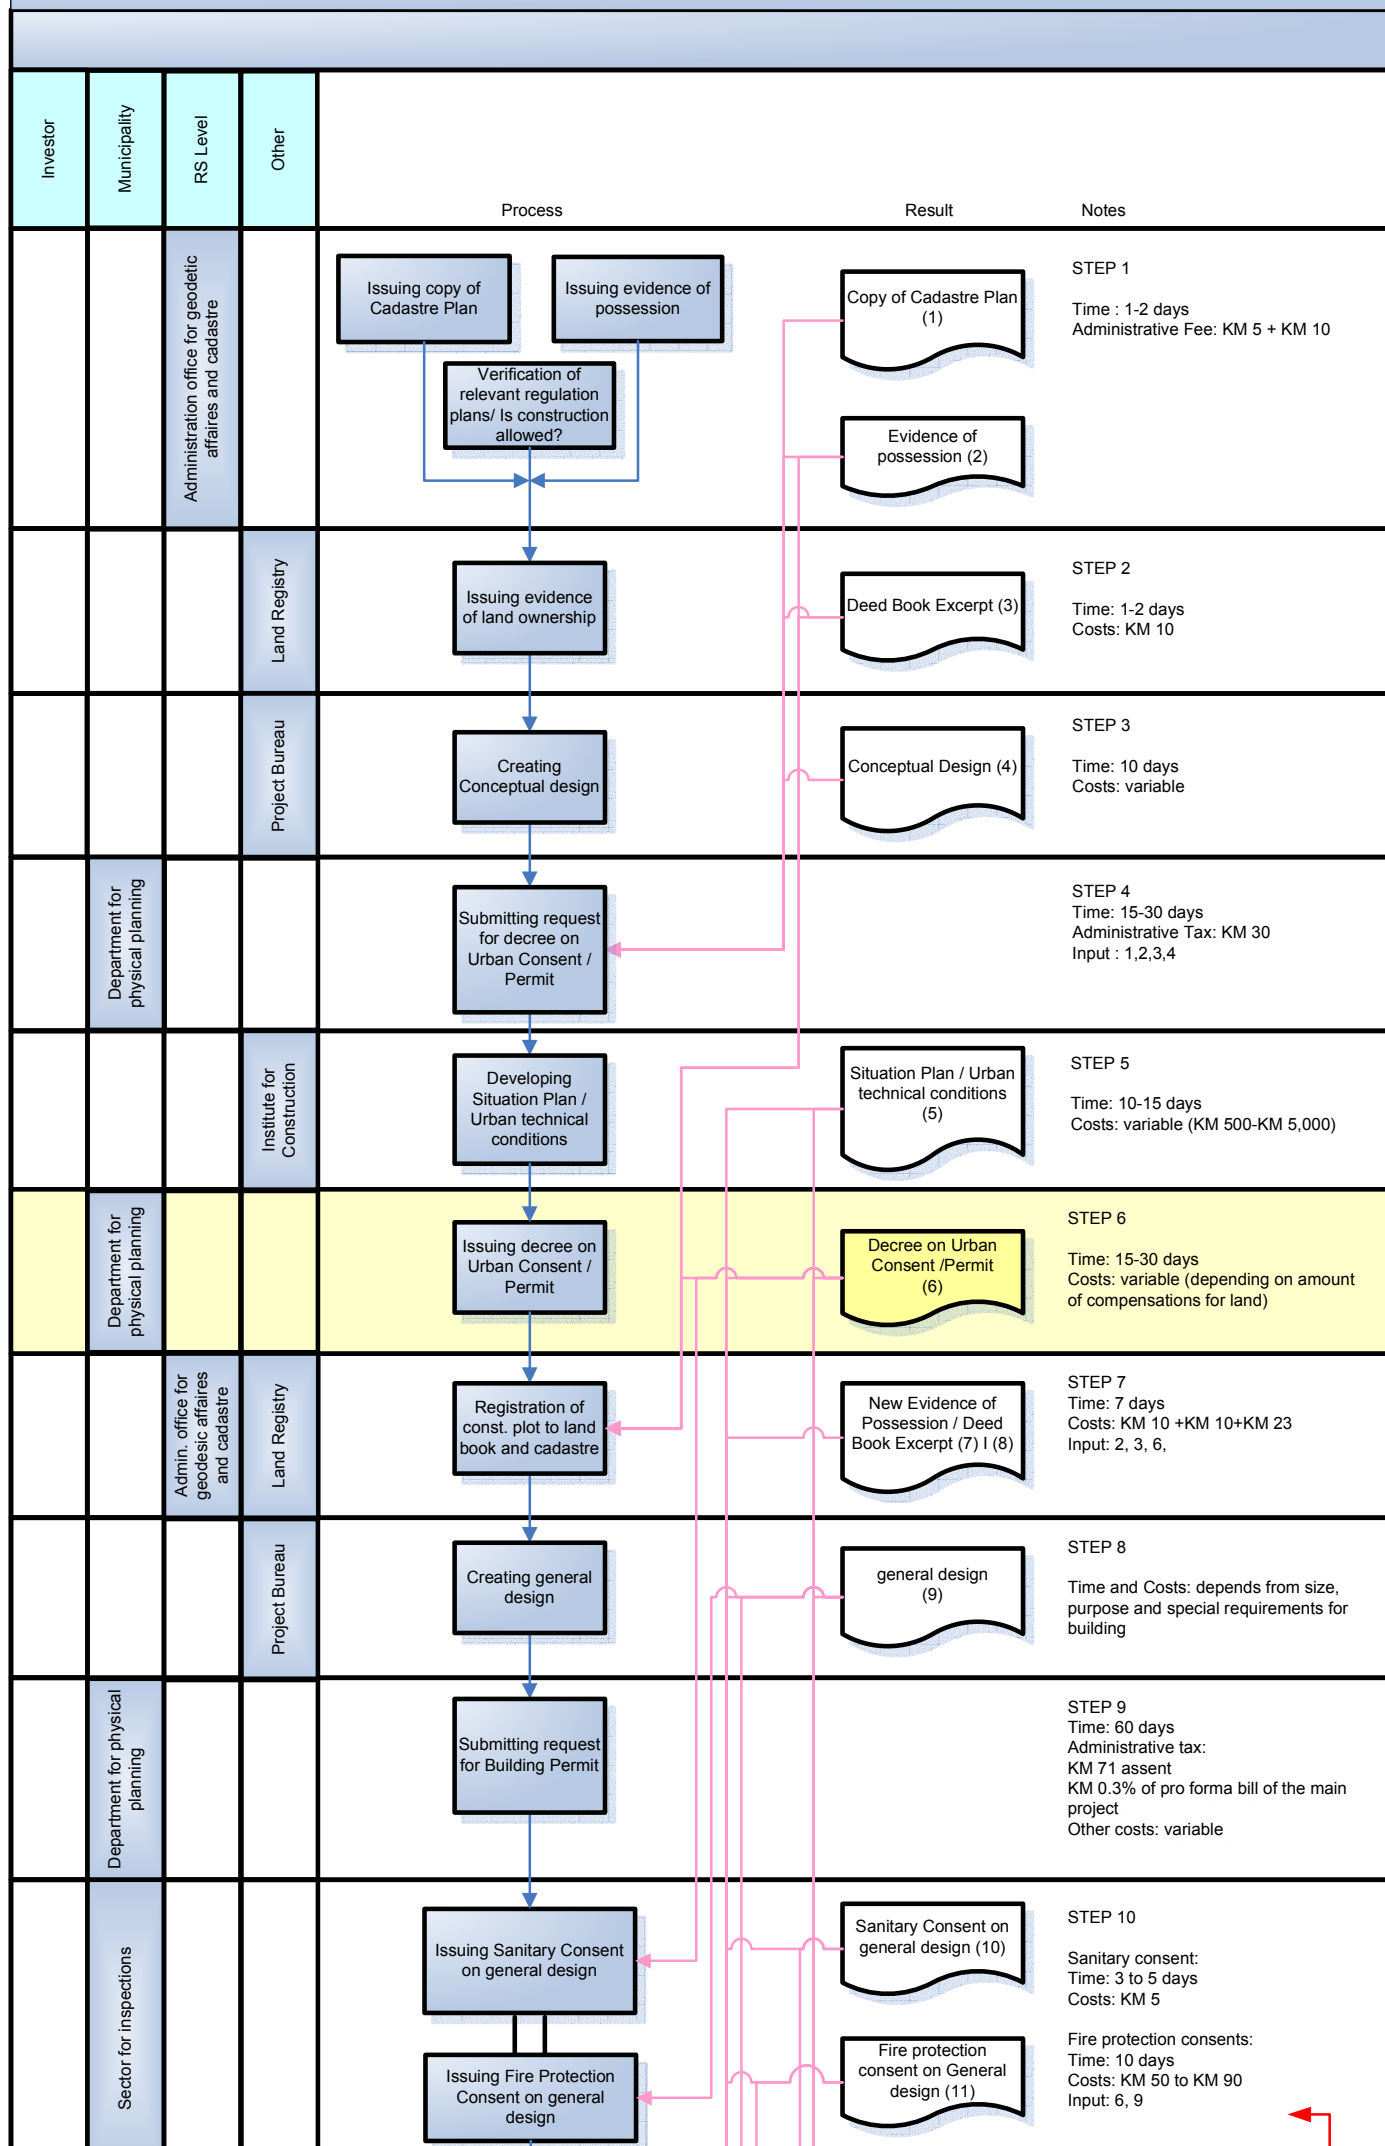 Investor
Municipality
RS Level
Other
Process
Result
Notes
Administration office for geodetic
affaires and cadastre
Issuing copy of
Cadastre Plan
Issuing evidence of
possession
Verification of
relevant regulation
plans/ Is construction
allowed?
Copy of Cadastre Plan
(1)
Evidence of
possession (2)
STEP 1
Time : 1-2 days
Administrative Fee: KM 5 + KM 10
Land Registry
Issuing evidence
of land ownership
Deed Book Excerpt (3)
STEP 2
Time: 1-2 days
Costs: KM 10
Project Bureau
Creating
Conceptual design
Conceptual Design (4)
STEP 3
Time: 10 days
Costs: variable
Department for
physical planning
Submitting request
for decree on
Urban Consent /
Permit
STEP 4
Time: 15-30 days
Administrative Tax: KM 30
Input : 1,2,3,4
Institute for
Construction
Developing
Situation Plan /
Urban technical
conditions
Situation Plan / Urban
technical conditions
(5)
STEP 5
Time: 10-15 days
Costs: variable (KM 500-KM 5,000)
Department for
physical planning
Issuing decree on
Urban Consent /
Permit
Decree on Urban
Consent /Permit
(6)
STEP 6
Time: 15-30 days
Costs: variable (depending on amount
of compensations for land)
Admin. office for
geodesic affaires
and cadastre
Land Registry
Registration of
const. plot to land
book and cadastre
New Evidence of
Possession / Deed
Book Excerpt (7) I (8)
STEP 7
Time: 7 days
Costs: KM 10 +KM 10+KM 23
Input: 2, 3, 6,
Project Bureau
Creating general
design
general design
(9)
STEP 8
Time and Costs: depends from size,
purpose and special requirements for
building
Department for physical
planning
Submitting request
for Building Permit
STEP 9
Time: 60 days
Administrative tax:
KM 71 assent
KM 0.3% of pro forma bill of the main
project
Other costs: variable
Sector for inspections
Issuing Sanitary Consent
on general design
Sanitary Consent on
general design (10)
STEP 10
Sanitary consent:
Time: 3 to 5 days
Costs: KM 5
Issuing Fire Protection
Consent on general
design
Fire protection
consent on General
design (11)
Fire protection consents:
Time: 10 days
Costs: KM 50 to KM 90
Input: 6, 9